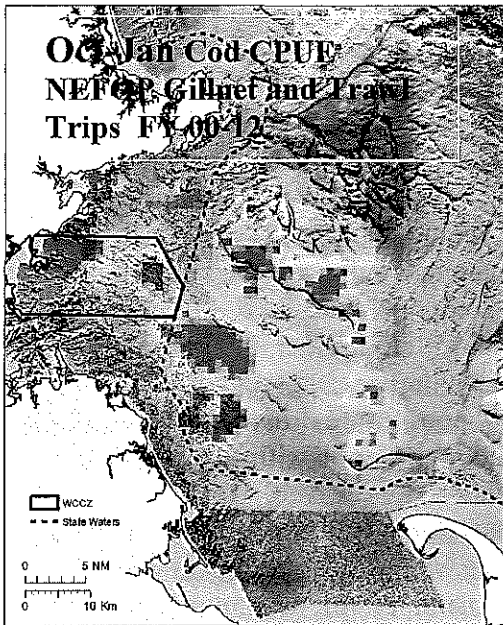 Oct-Jan Cod CPUE
NEFOP Gillnet and Trawl
Trips FY 00-12
WCCZ
State Waters
0 5 NM
0 10 Km